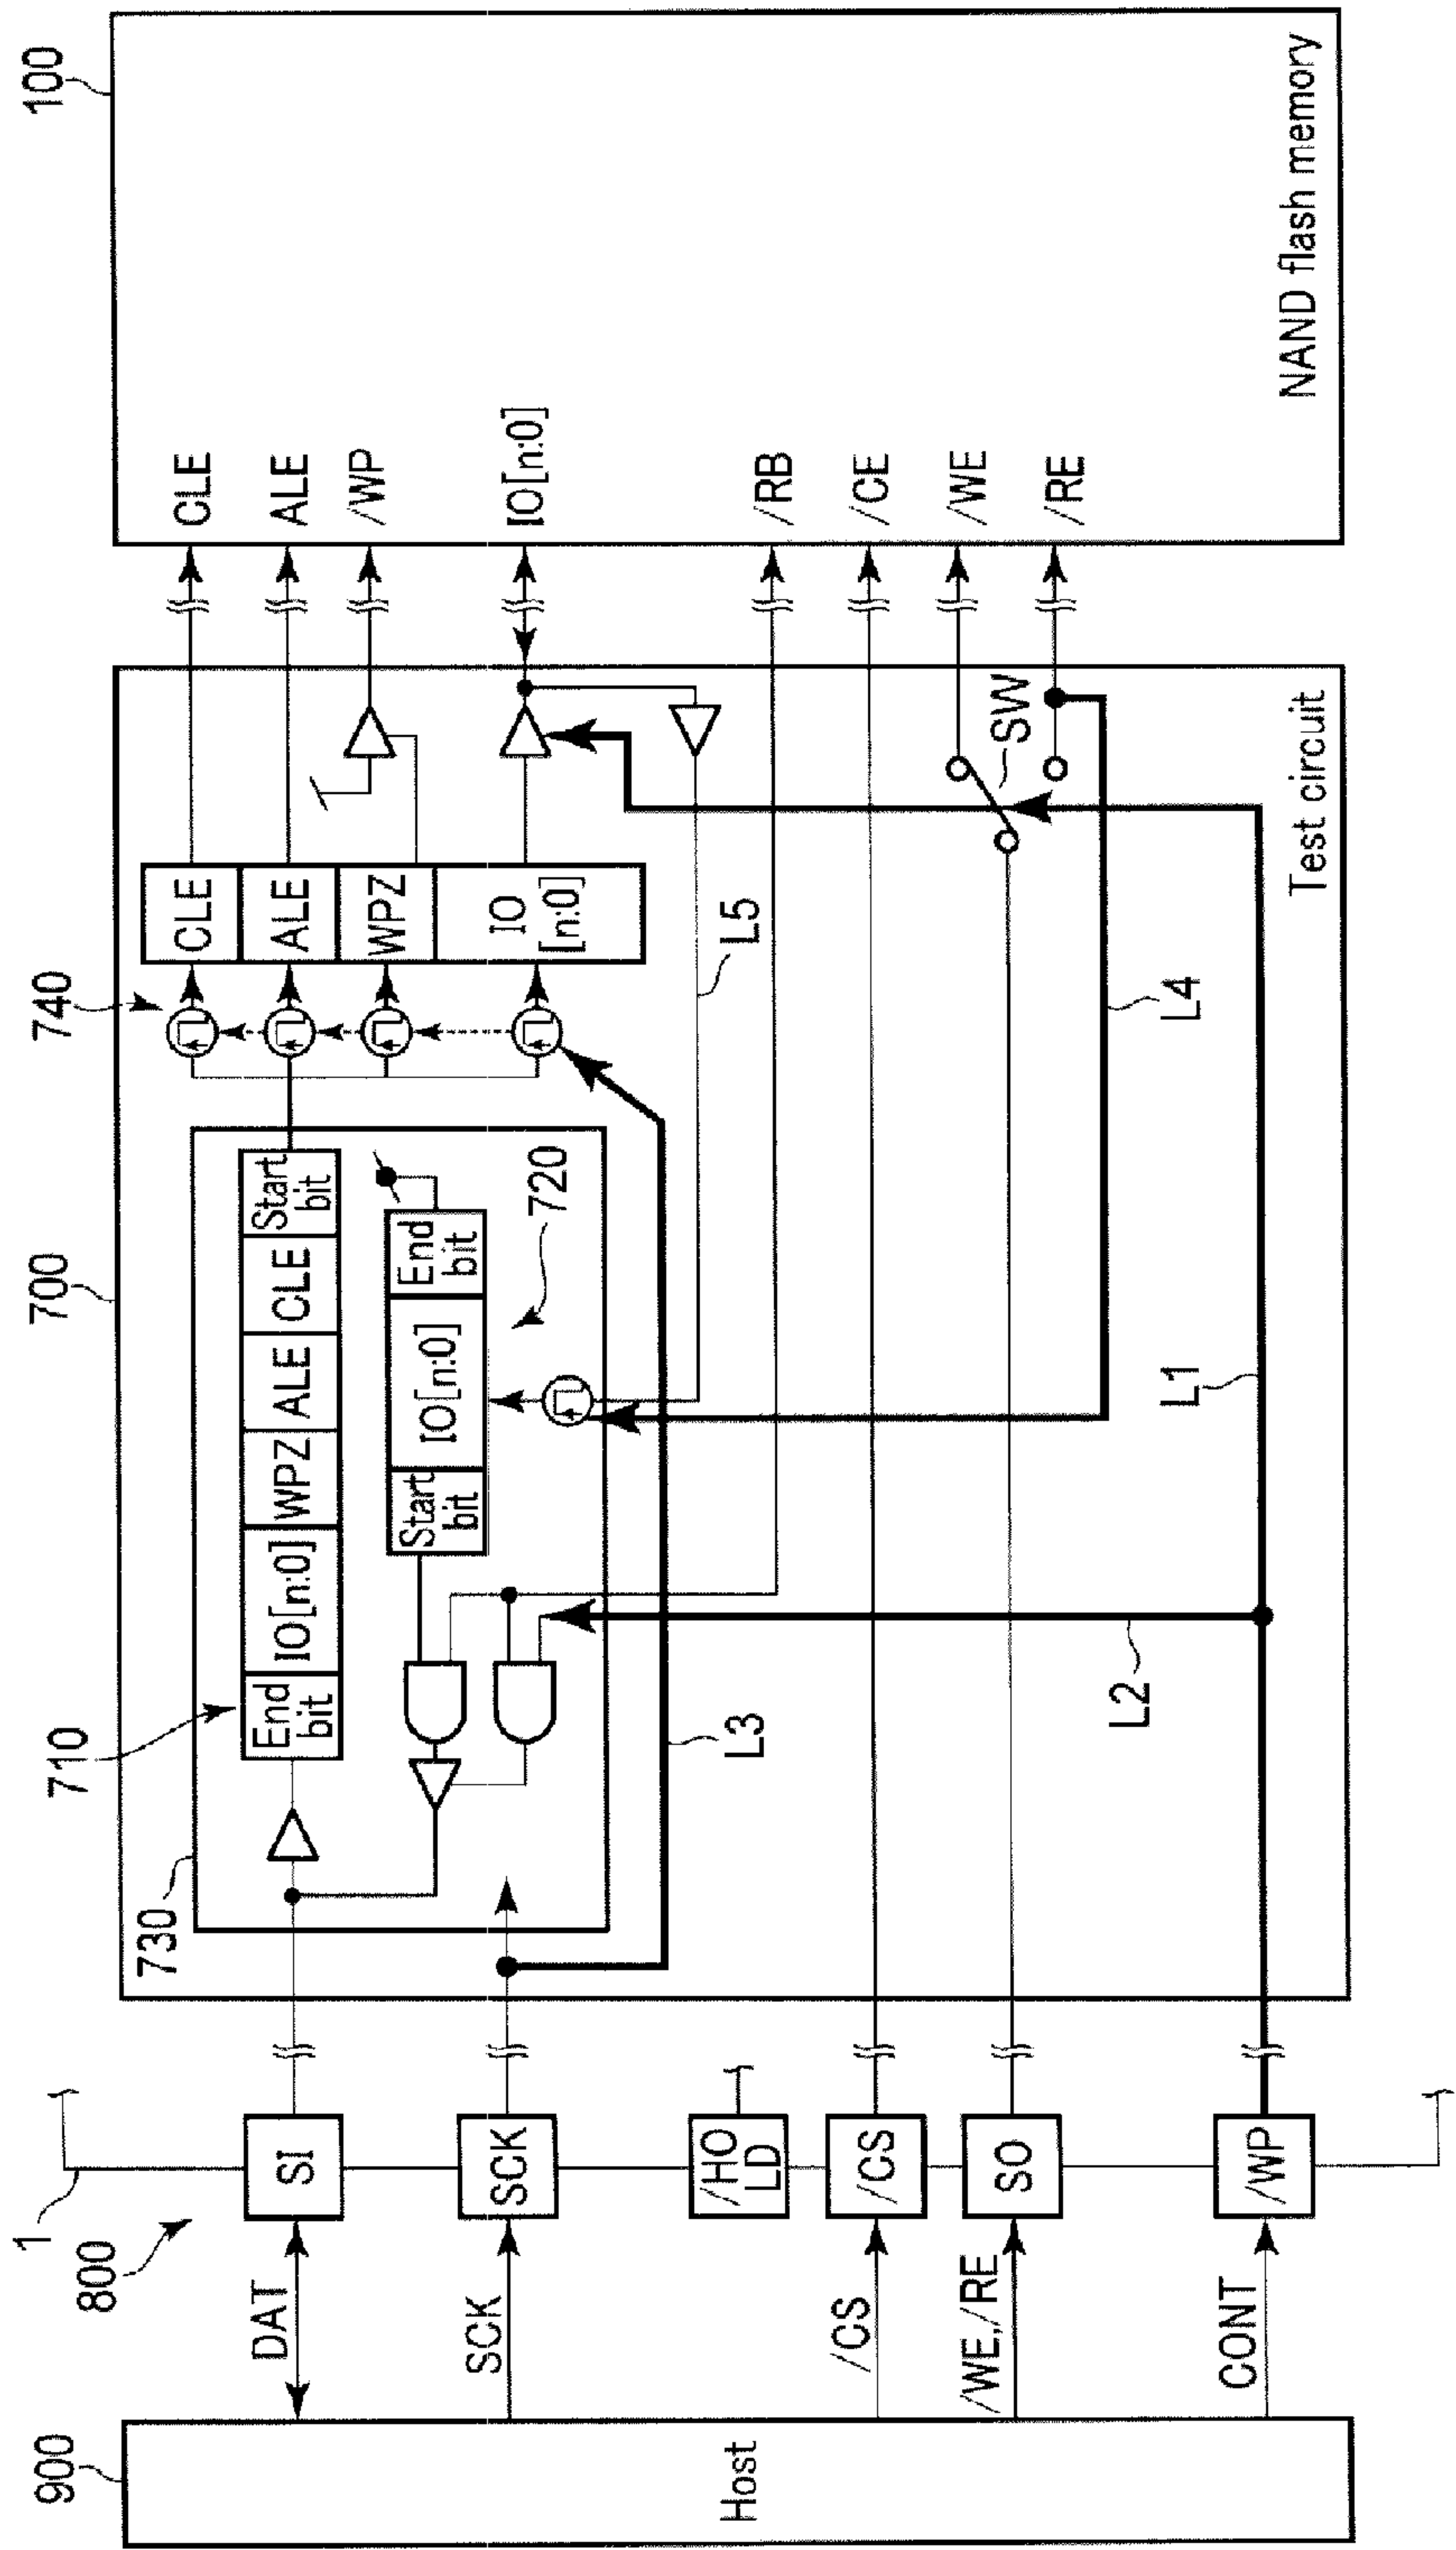 900
Host
DAT
SCK
/CS
/WE,/RE
CONT
800
1
SI
SCK
/HO
LD
/CS
SO
/WP
700
730
710
End
bit
IO[n:0]
WPZ
ALE
CLE
Start
bit
Start
bit
IO[n:0]
End
bit
720
740
CLE
ALE
WPZ
IO
[n:0]
L3
L2
L1
L4
L5
SW
Test circuit
100
CLE
ALE
/WP
IO[n:0]
/RB
/CE
/WE
/RE
NAND flash memory